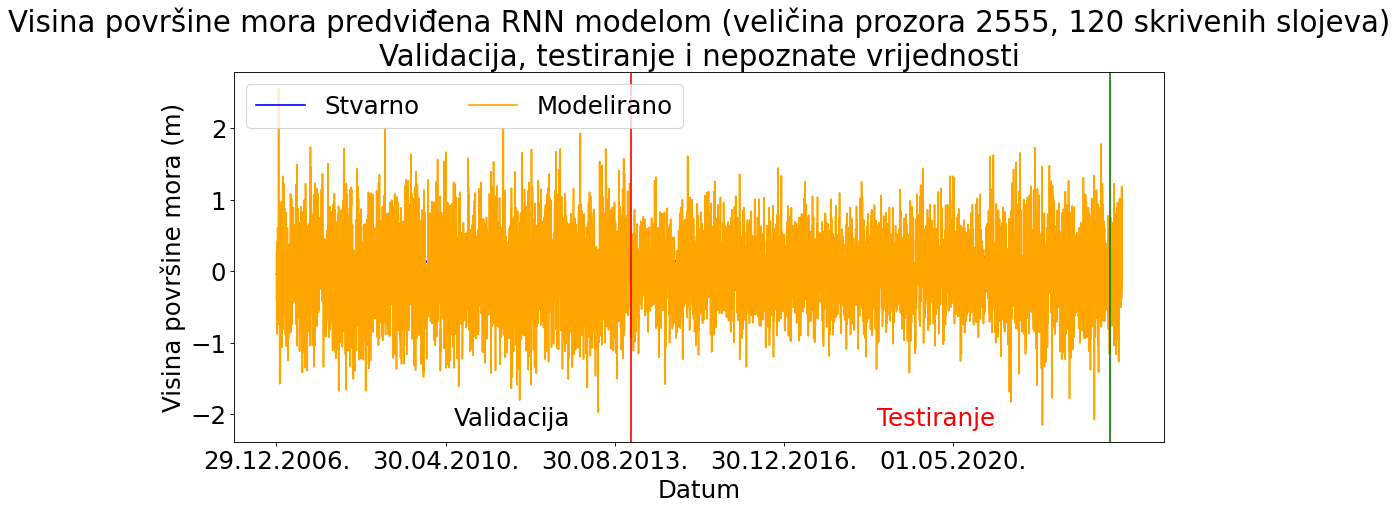 Visina površine mora predviđena RNN modelom (veličina prozora 2555, 120 skrivenih slojeva)
Validacija, testiranje i nepoznate vrijednosti
Stvarno Modelirano
Visina površine mora (m)
2
1
0
−1
−2
Validacija Testiranje
29.12.2006. 30.04.2010. 30.08.2013. 30.12.2016. 01.05.2020.
Datum